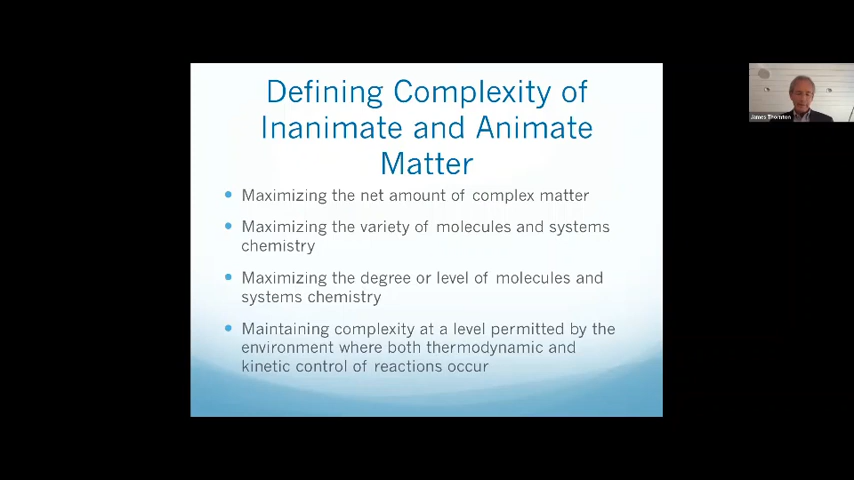 Defining Complexity of
Inanimate and Animate
Matter
Maximizing the net amount of complex matter
Maximizing the variety of molecules and systems
chemistry
Maximizing the degree or level of molecules and
systems chemistry
Maintaining complexity at a level permitted by the
environment where both thermodynamic and
kinetic control of reactions occur
James Thornton